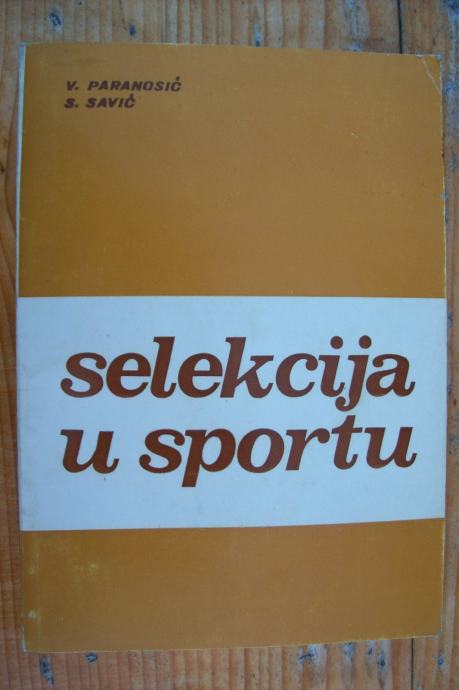 V. PARANOSIĆ
S. SAVIĆ
selekcija
u sportu